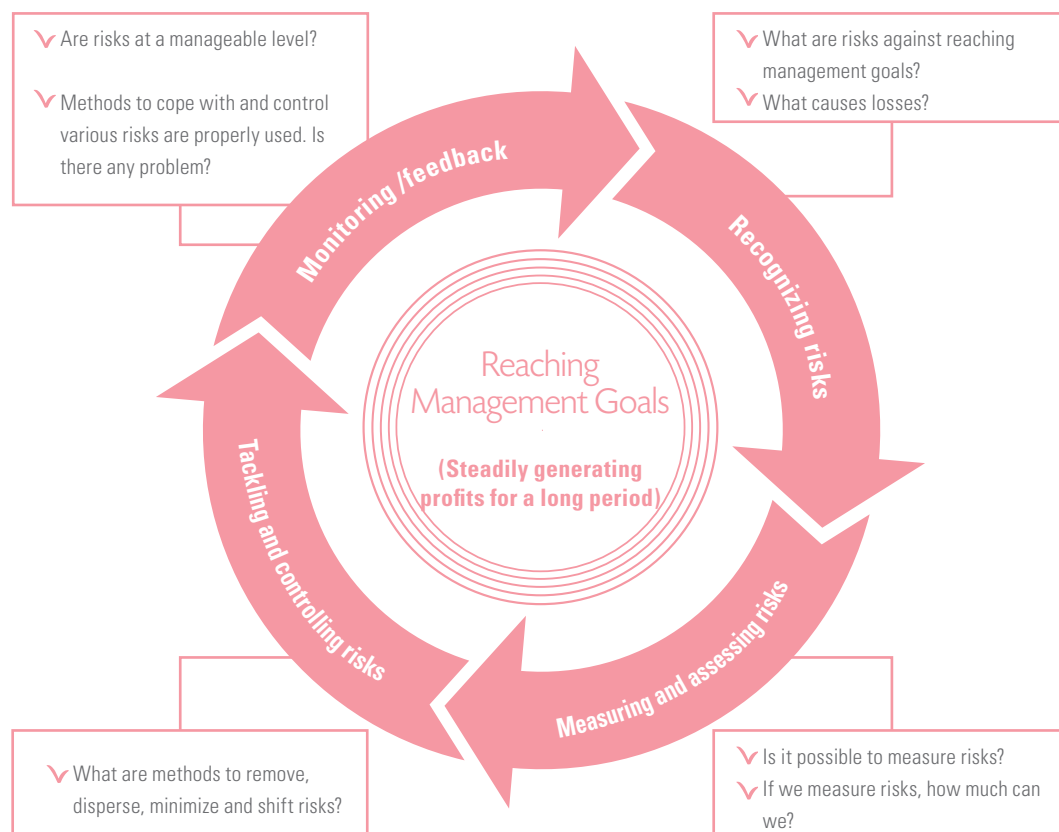 Are risks at a manageable level?
Methods to cope with and control
various risks are properly used. Is
there any problem?
What are risks against reaching
management goals?
What causes losses?
Monitoring /feedback
Recognizing risks
Reaching
Management Goals
(Steadily generating
profits for a long period)
Tackling and controlling risks
Measuring and assessing risks
What are methods to remove,
disperse, minimize and shift risks?
Is it possible to measure risks?
If we measure risks, how much can
we?